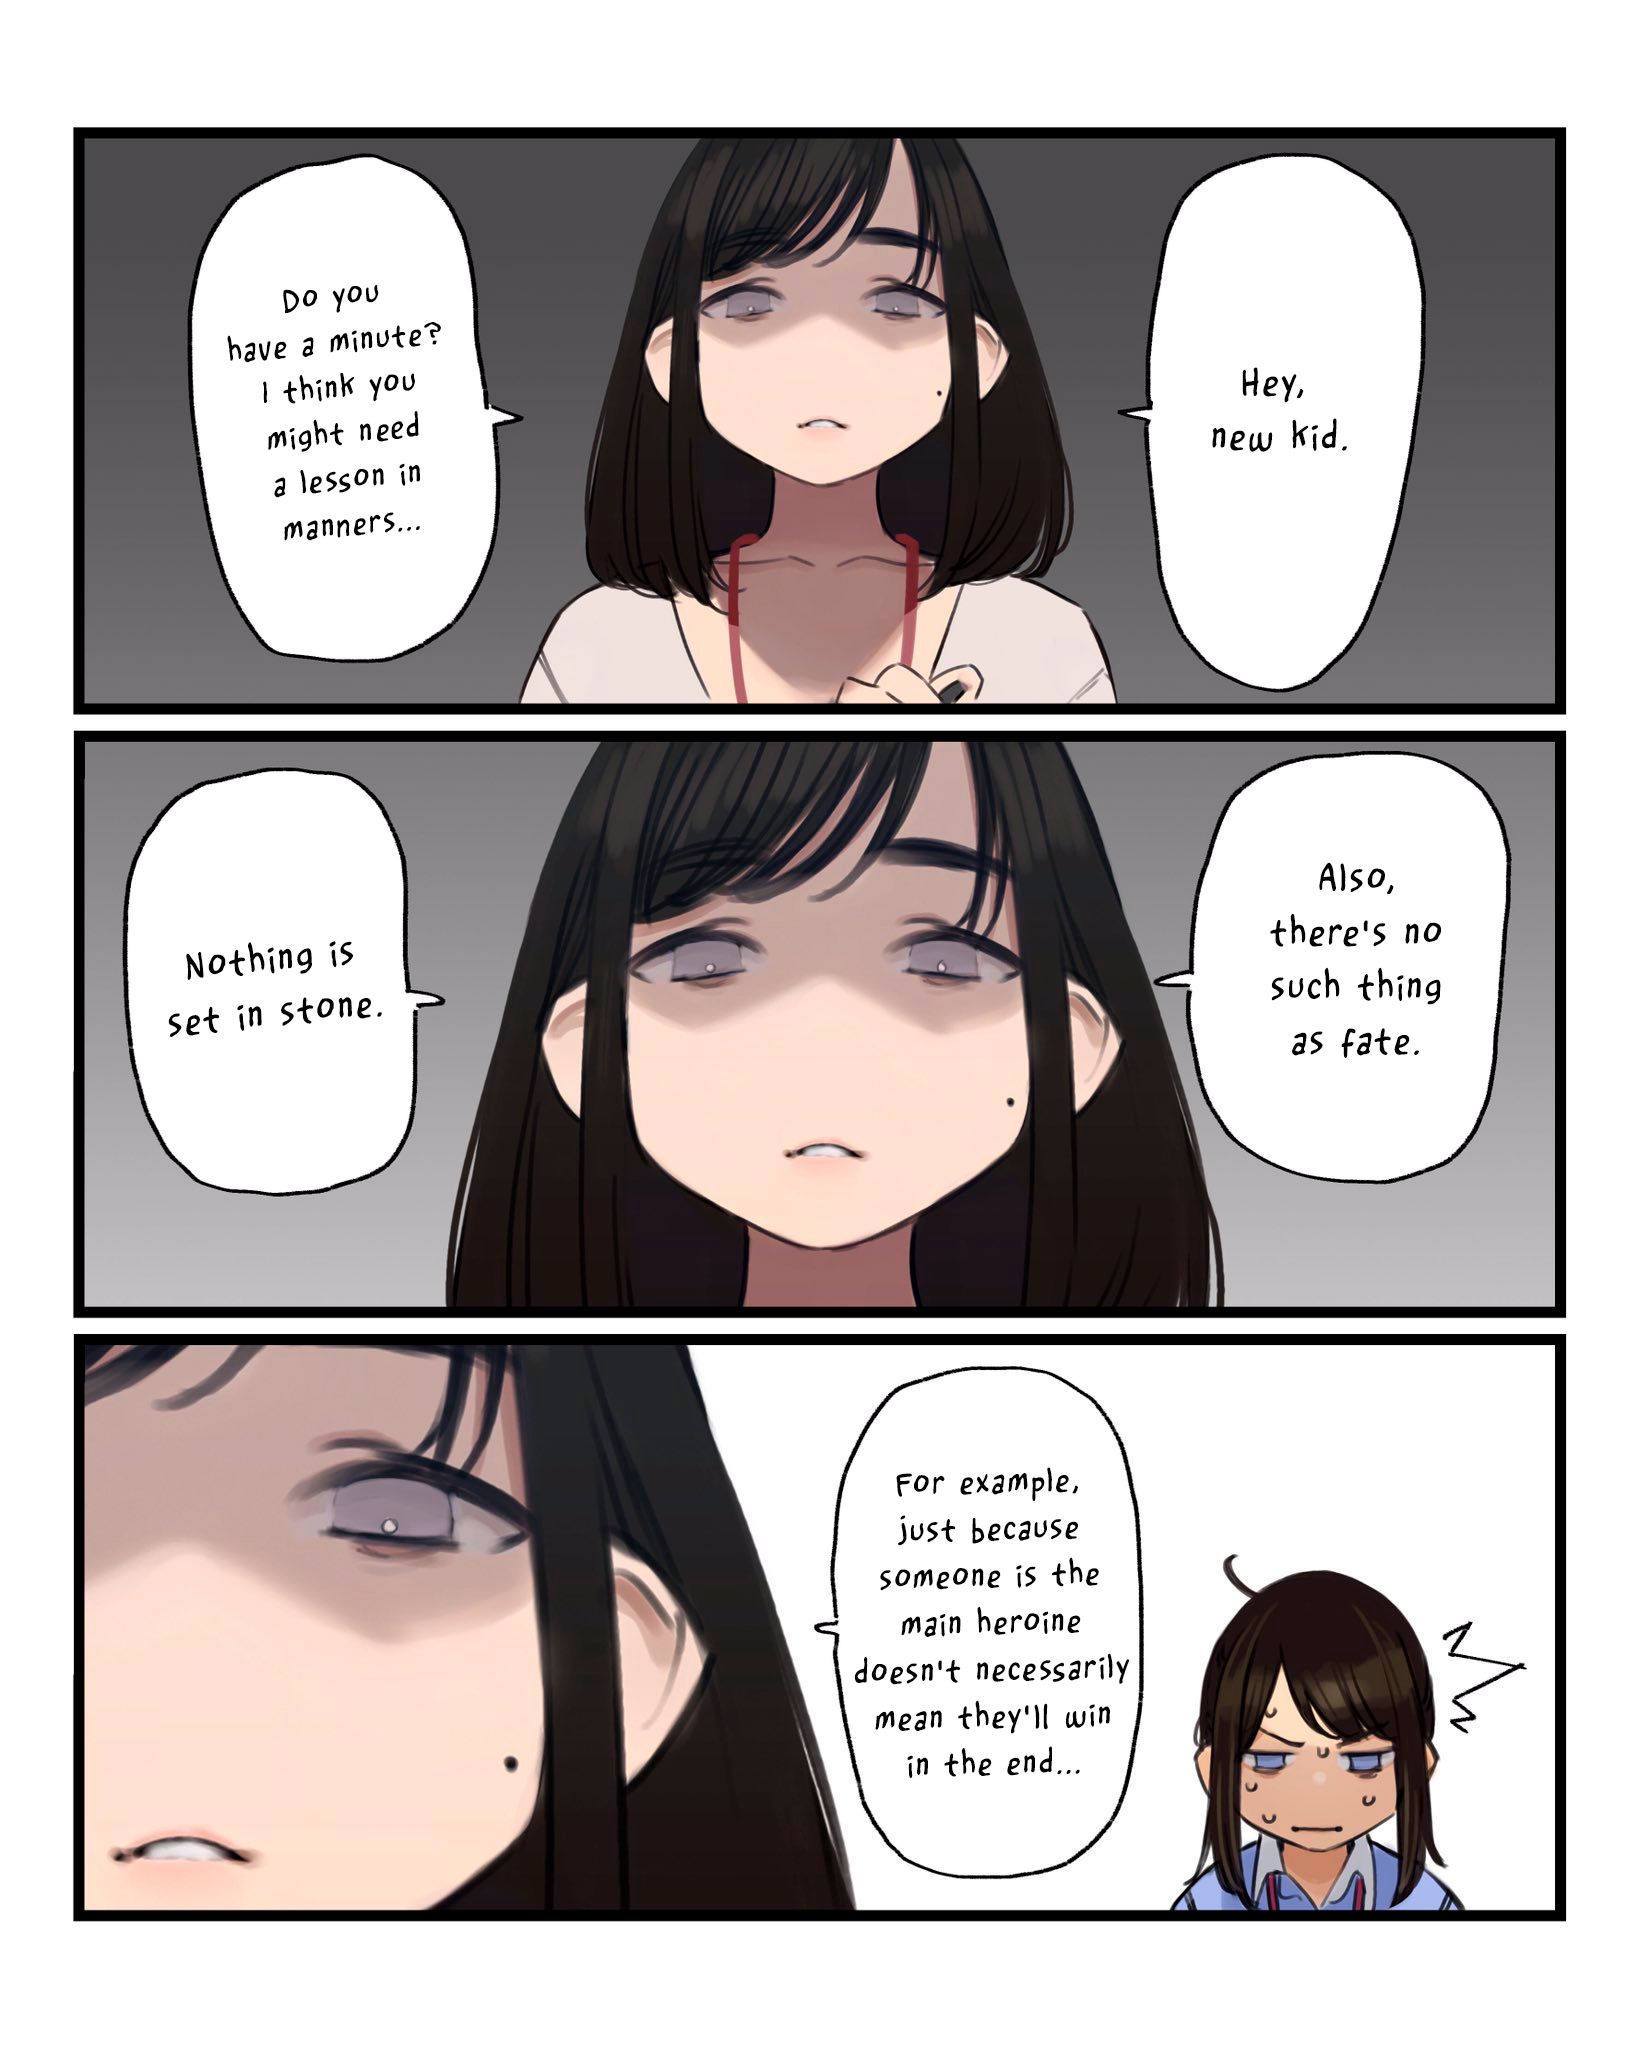 Hey,
new kid.
Do you
have a minute?
I think you
might need
a lesson in
manners...
Also,
there's no
such thing
as fate.
Nothing is
set in stone.
For example,
just because
someone is the
main heroine
doesn't necessarily
mean they'll win
in the end...